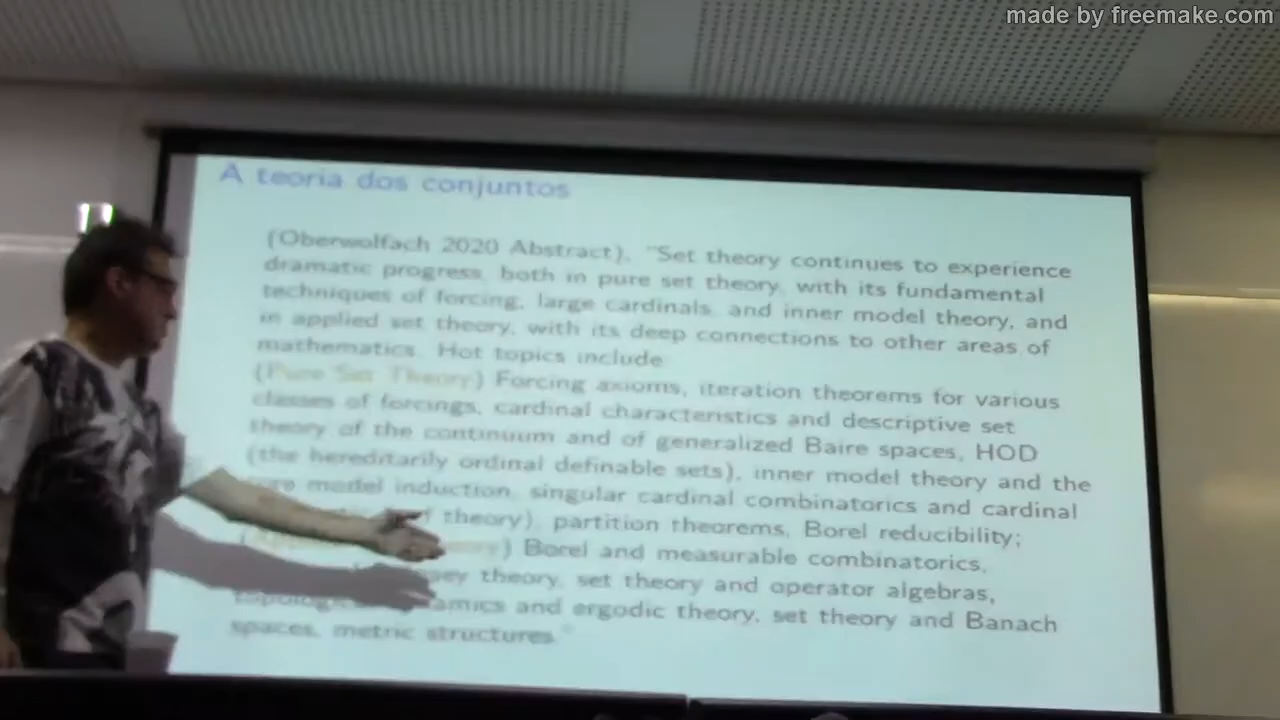 made by freemake.com
A teoria dos conjuntos
(Oberwolfach 2020 Abstract), "Set theory continues to experience
dramatic progress, both in pure set theory, with its fundamental
techniques of forcing, large cardinals, and inner model theory, and
in applied set theory, with its deep connections to other areas of
mathematics. Hot topics include
(Pure Set Theory) Forcing axioms, iteration theorems for various
classes of forcings, cardinal characteristics and descriptive set
theory of the continuum and of generalized Baire spaces, HOD
(the hereditarily ordinal definable sets), inner model theory and the
model induction, singular cardinal combinatorics and cardinal
theory), partition theorems, Borel reducibility;
) Borel and measurable combinatorics,
theory, set theory and operator algebras,
and ergodic theory, set theory and Banach
spaces, metric structures."